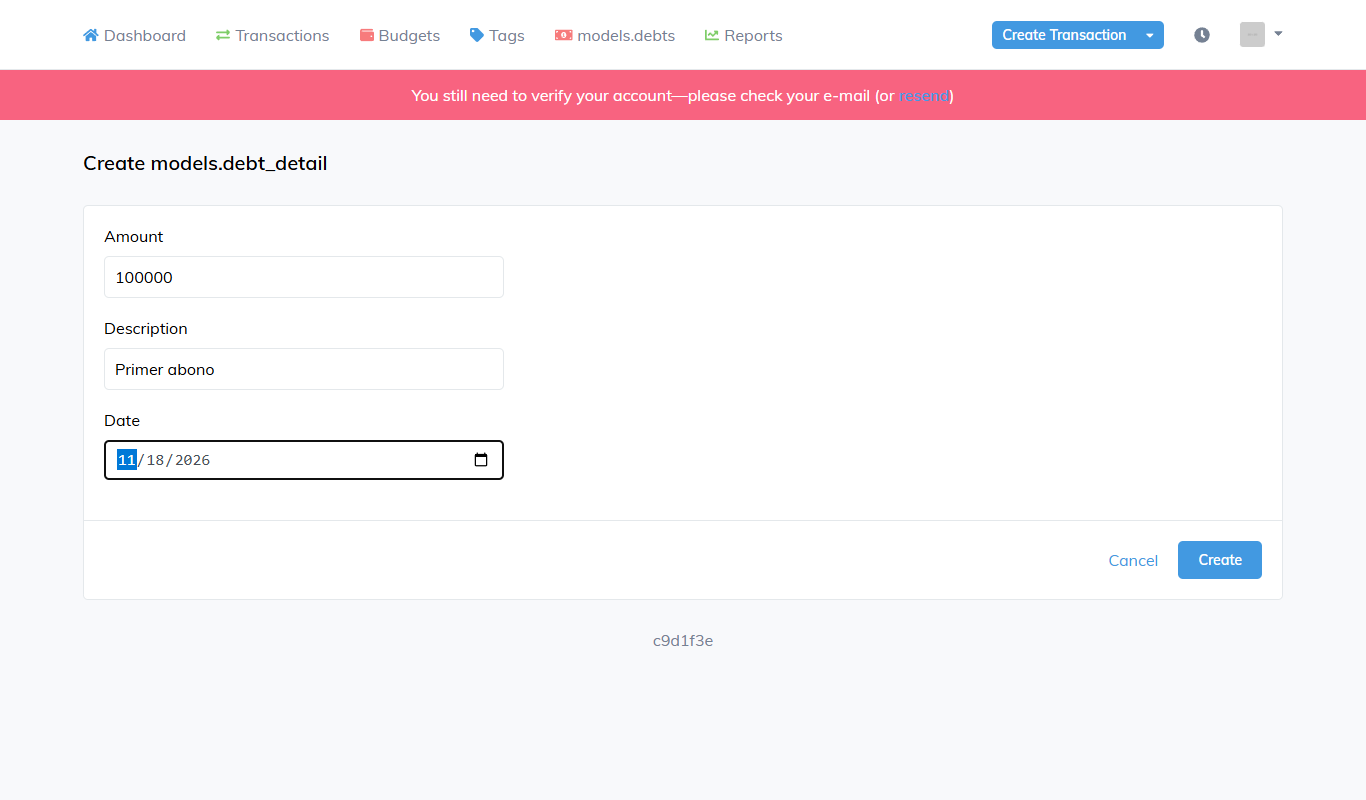 Dashboard Transactions Budgets Tags models.debts Reports Create Transaction
You still need to verify your account—please check your e-mail (or resend)
Create models.debt_detail
Amount
100000
Description
Primer abono
Date
11/18/2026
Cancel Create
c9d1f3e